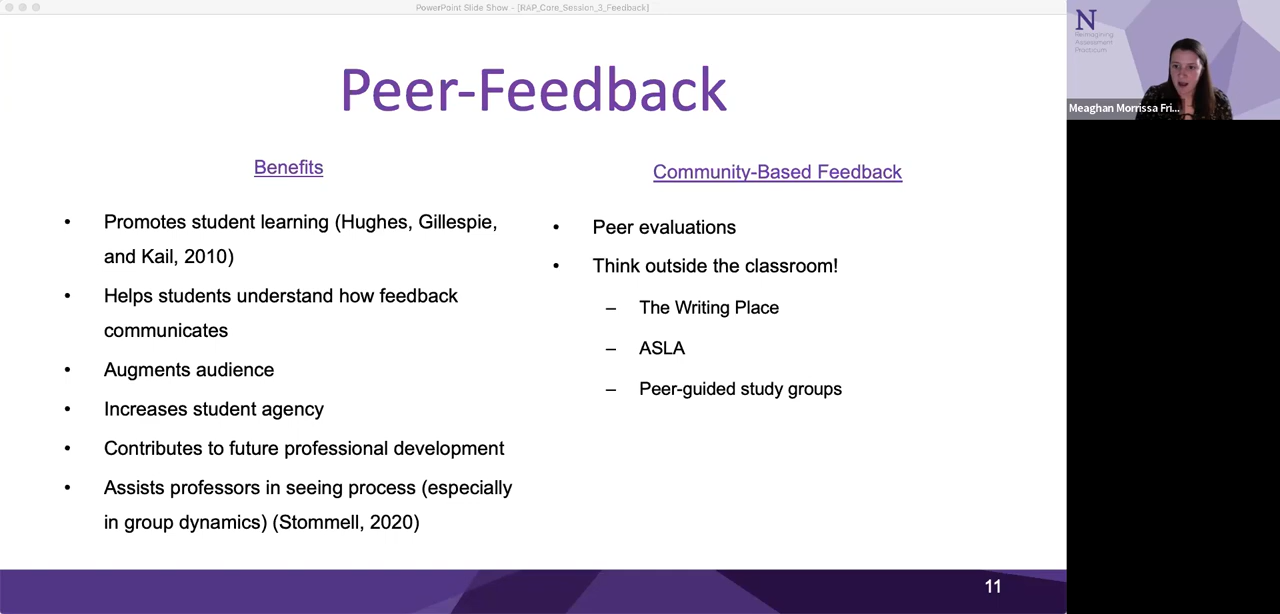 PowerPoint Slide Show - [RAP_Core_Session_3_Feedback]
N
Reimagining
Assessment
Practicum
Meaghan Morrissa Fri...
Peer-Feedback
Benefits
• Promotes student learning (Hughes, Gillespie,
and Kail, 2010)
• Helps students understand how feedback
communicates
• Augments audience
• Increases student agency
• Contributes to future professional development
• Assists professors in seeing process (especially
in group dynamics) (Stommell, 2020)
Community-Based Feedback
• Peer evaluations
• Think outside the classroom!
– The Writing Place
– ASLA
– Peer-guided study groups
11